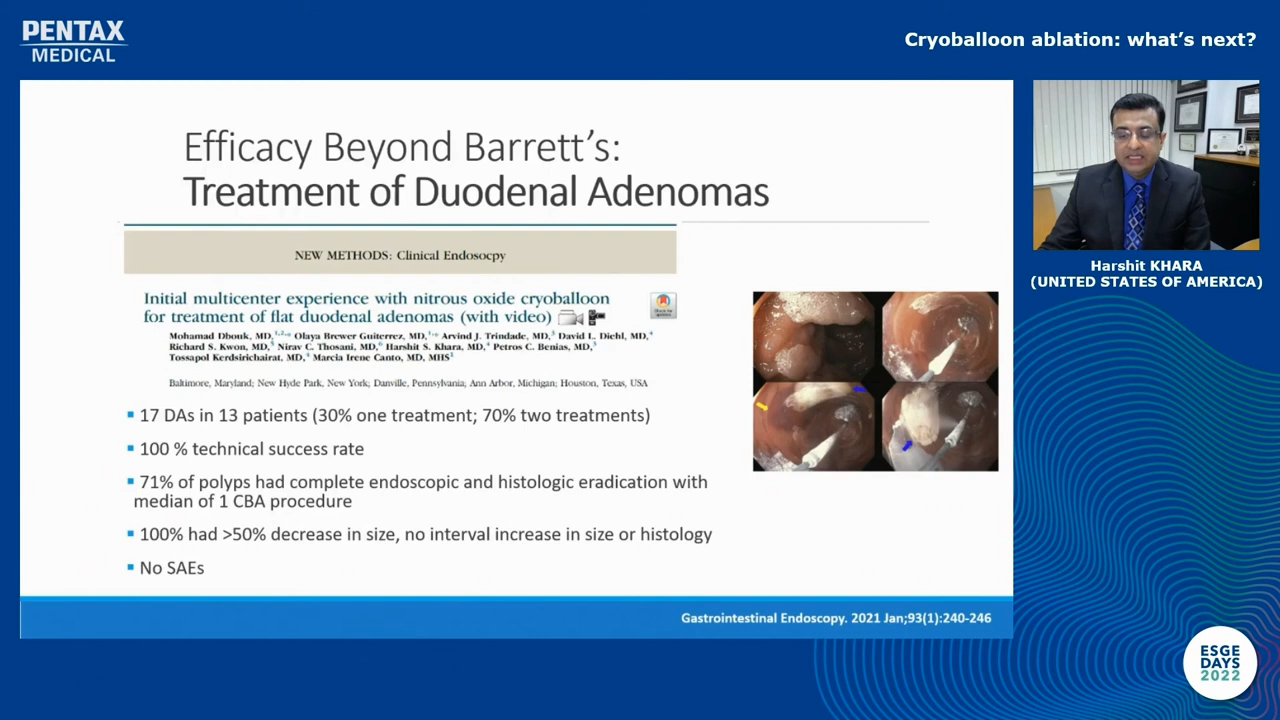 PENTAX
MEDICAL
Cryoballoon ablation: what's next?
Efficacy Beyond Barrett's:
Treatment of Duodenal Adenomas
NEW METHODS: Clinical Endosocpy
Initial multicenter experience with nitrous oxide cryoballoon
for treatment of flat duodenal adenomas (with video)
Mohamad Dbouk, MD, Olaya Brewer Guiterrez, MD, Arvind J. Trindade, MD, David L. Diehl, MD,
Richard S. Kwon, MD, Nirav C. Thosani, MD, Harshit S. Khara, MD, Petros C. Benias, MD,
Tossapol Kerdsirichairat, MD, Marcia Irene Canto, MD, MHS
Baltimore, Maryland; New Hyde Park, New York; Danville, Pennsylvania; Ann Arbor, Michigan; Houston, Texas, USA
▪ 17 DAs in 13 patients (30% one treatment; 70% two treatments)
▪ 100 % technical success rate
▪ 71% of polyps had complete endoscopic and histologic eradication with
median of 1 CBA procedure
▪ 100% had >50% decrease in size, no interval increase in size or histology
▪ No SAEs
Gastrointestinal Endoscopy. 2021 Jan;93(1):240-246
Harshit KHARA
(UNITED STATES OF AMERICA)
ESGE
DAYS
2022